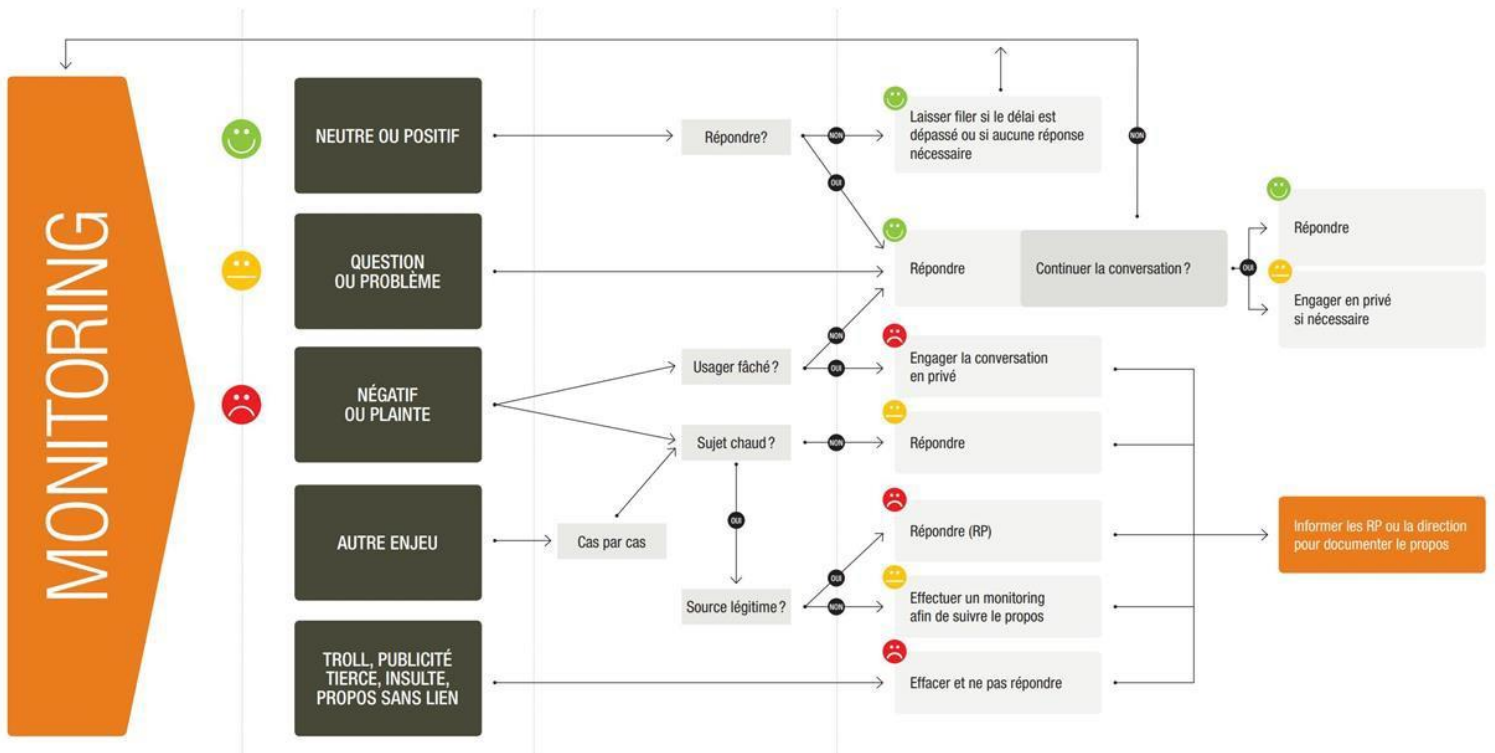 MONITORING
NEUTRE OU POSITIF
Répondre?
NON
OUI
Laisser filer si le délai est
dépassé ou si aucune réponse
nécessaire
NON
QUESTION
OU PROBLÈME
Répondre
Continuer la conversation?
OUI
Répondre
Engager en privé
si nécessaire
NÉGATIF
OU PLAINTE
Usager fâché?
NON
OUI
Engager la conversation
en privé
Sujet chaud?
NON
Répondre
OUI
AUTRE ENJEU
Cas par cas
Source légitime?
OUI
NON
Répondre (RP)
Effectuer un monitoring
afin de suivre le propos
TROLL, PUBLICITÉ
TIERCE, INSULTE,
PROPOS SANS LIEN
Effacer et ne pas répondre
Informer les RP ou la direction
pour documenter le propos